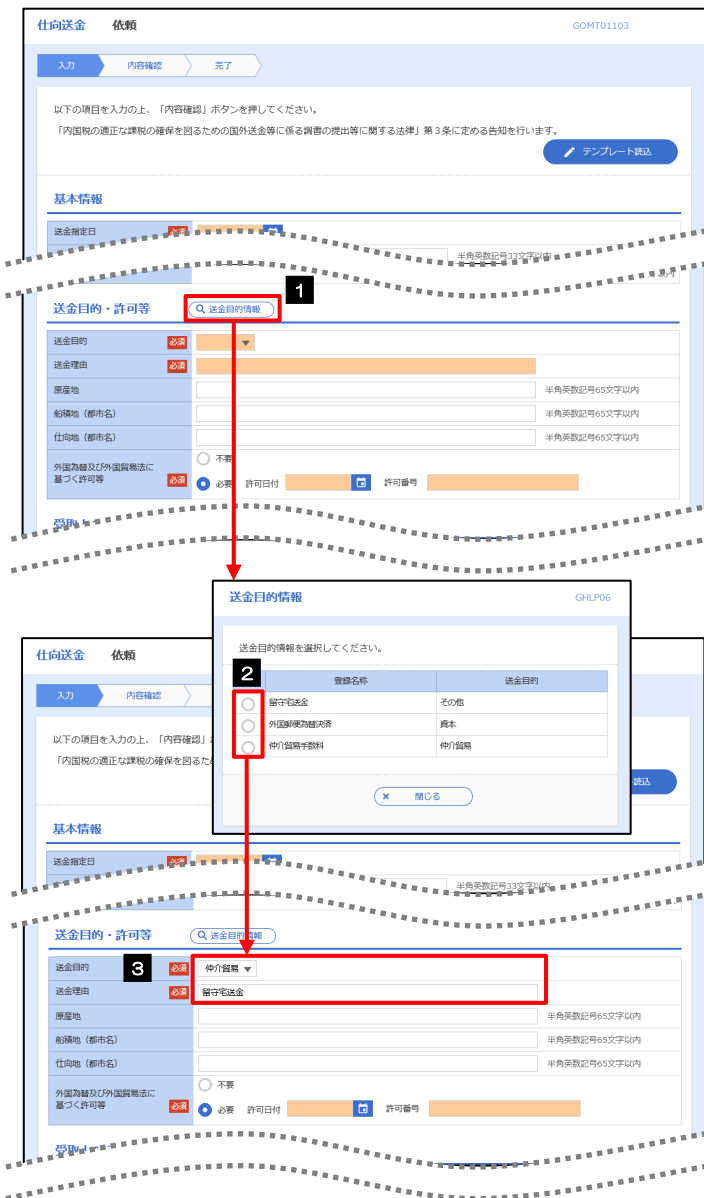 仕向送金 依頼 GOMT01103
入力 内容確認 完了
以下の項目を入力の上、「内容確認」ボタンを押してください。
「内国税の適正な課税の確保を図るための国外送金等に係る調書の提出等に関する法律」第3条に定める告知を行います。
テンプレート読込
基本情報
送金指定日 必須
半角英数記号33文字以内
1
送金目的・許可等 送金目的情報
送金目的 必須
送金理由 必須
原産地 半角英数記号65文字以内
船積地（都市名） 半角英数記号65文字以内
仕向地（都市名） 半角英数記号65文字以内
不要
外国為替及び外国貿易法に
基づく許可等 必須 必要 許可日付 許可番号
送金目的情報 GHLP06
送金目的情報を選択してください。
2
登録名称 送金目的
留守宅送金 その他
外国郵便為替決済 資本
仲介貿易手数料 仲介貿易
× 閉じる
仕向送金 依頼
入力 内容確認
以下の項目を入力の上、「内容確認」
「内国税の適正な課税の確保を図るため
読込
基本情報
送金指定日 必須
半角英数記号33文字以内
送金目的・許可等 送金目的情報
3
送金目的 必須 仲介貿易
送金理由 必須 留守宅送金
原産地 半角英数記号65文字以内
船積地（都市名） 半角英数記号65文字以内
仕向地（都市名） 半角英数記号65文字以内
不要
外国為替及び外国貿易法に
基づく許可等 必須 必要 許可日付 許可番号